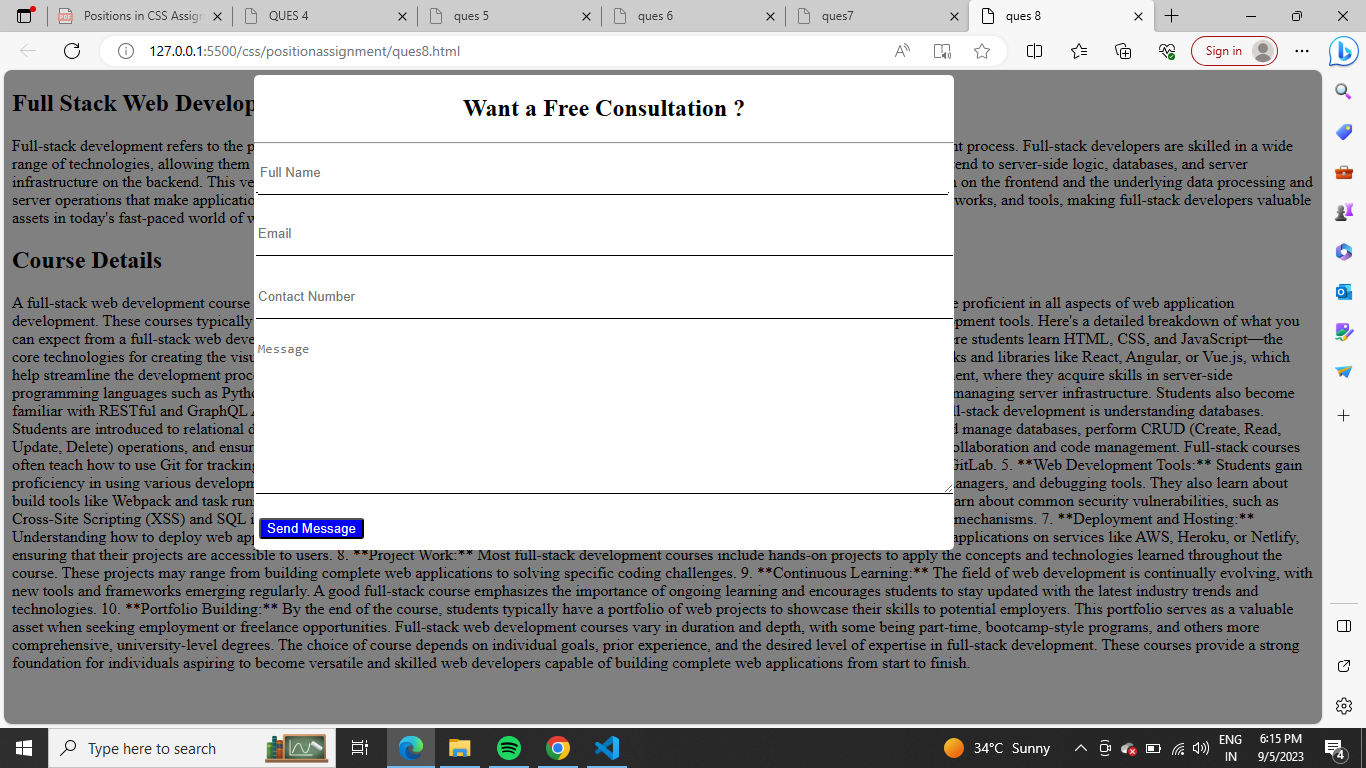 Positions in CSS Assign
QUES 4
ques 5
ques 6
ques7
ques 8
127.0.0.1:5500/css/positionassignment/ques8.html
Sign in
Full Stack Web Develop
Want a Free Consultation ?
Full-stack development refers to the p
t process. Full-stack developers are skilled in a wide
range of technologies, allowing them
end to server-side logic, databases, and server
Full Name
infrastructure on the backend. This ve
on the frontend and the underlying data processing and
server operations that make applicatio
works, and tools, making full-stack developers valuable
assets in today's fast-paced world of w
Email
Course Details
Contact Number
A full-stack web development course
e proficient in all aspects of web application
development. These courses typically
pment tools. Here's a detailed breakdown of what you
can expect from a full-stack web deve
re students learn HTML, CSS, and JavaScript—the
Message
core technologies for creating the visu
ks and libraries like React, Angular, or Vue.js, which
help streamline the development proc
ent, where they acquire skills in server-side
programming languages such as Pytho
managing server infrastructure. Students also become
familiar with RESTful and GraphQL A
ll-stack development is understanding databases.
Students are introduced to relational d
d manage databases, perform CRUD (Create, Read,
Update, Delete) operations, and ensur
ollaboration and code management. Full-stack courses
often teach how to use Git for tracking
GitLab. 5. **Web Development Tools:** Students gain
proficiency in using various developm
anagers, and debugging tools. They also learn about
build tools like Webpack and task run
arn about common security vulnerabilities, such as
Cross-Site Scripting (XSS) and SQL i
mechanisms. 7. **Deployment and Hosting:**
Send Message
Understanding how to deploy web app
applications on services like AWS, Heroku, or Netlify,
ensuring that their projects are accessible to users. 8. **Project Work:** Most full-stack development courses include hands-on projects to apply the concepts and technologies learned throughout the
course. These projects may range from building complete web applications to solving specific coding challenges. 9. **Continuous Learning:** The field of web development is continually evolving, with
new tools and frameworks emerging regularly. A good full-stack course emphasizes the importance of ongoing learning and encourages students to stay updated with the latest industry trends and
technologies. 10. **Portfolio Building:** By the end of the course, students typically have a portfolio of web projects to showcase their skills to potential employers. This portfolio serves as a valuable
asset when seeking employment or freelance opportunities. Full-stack web development courses vary in duration and depth, with some being part-time, bootcamp-style programs, and others more
comprehensive, university-level degrees. The choice of course depends on individual goals, prior experience, and the desired level of expertise in full-stack development. These courses provide a strong
foundation for individuals aspiring to become versatile and skilled web developers capable of building complete web applications from start to finish.
Type here to search
34°C Sunny
ENG
IN
6:15 PM
9/5/2023
4